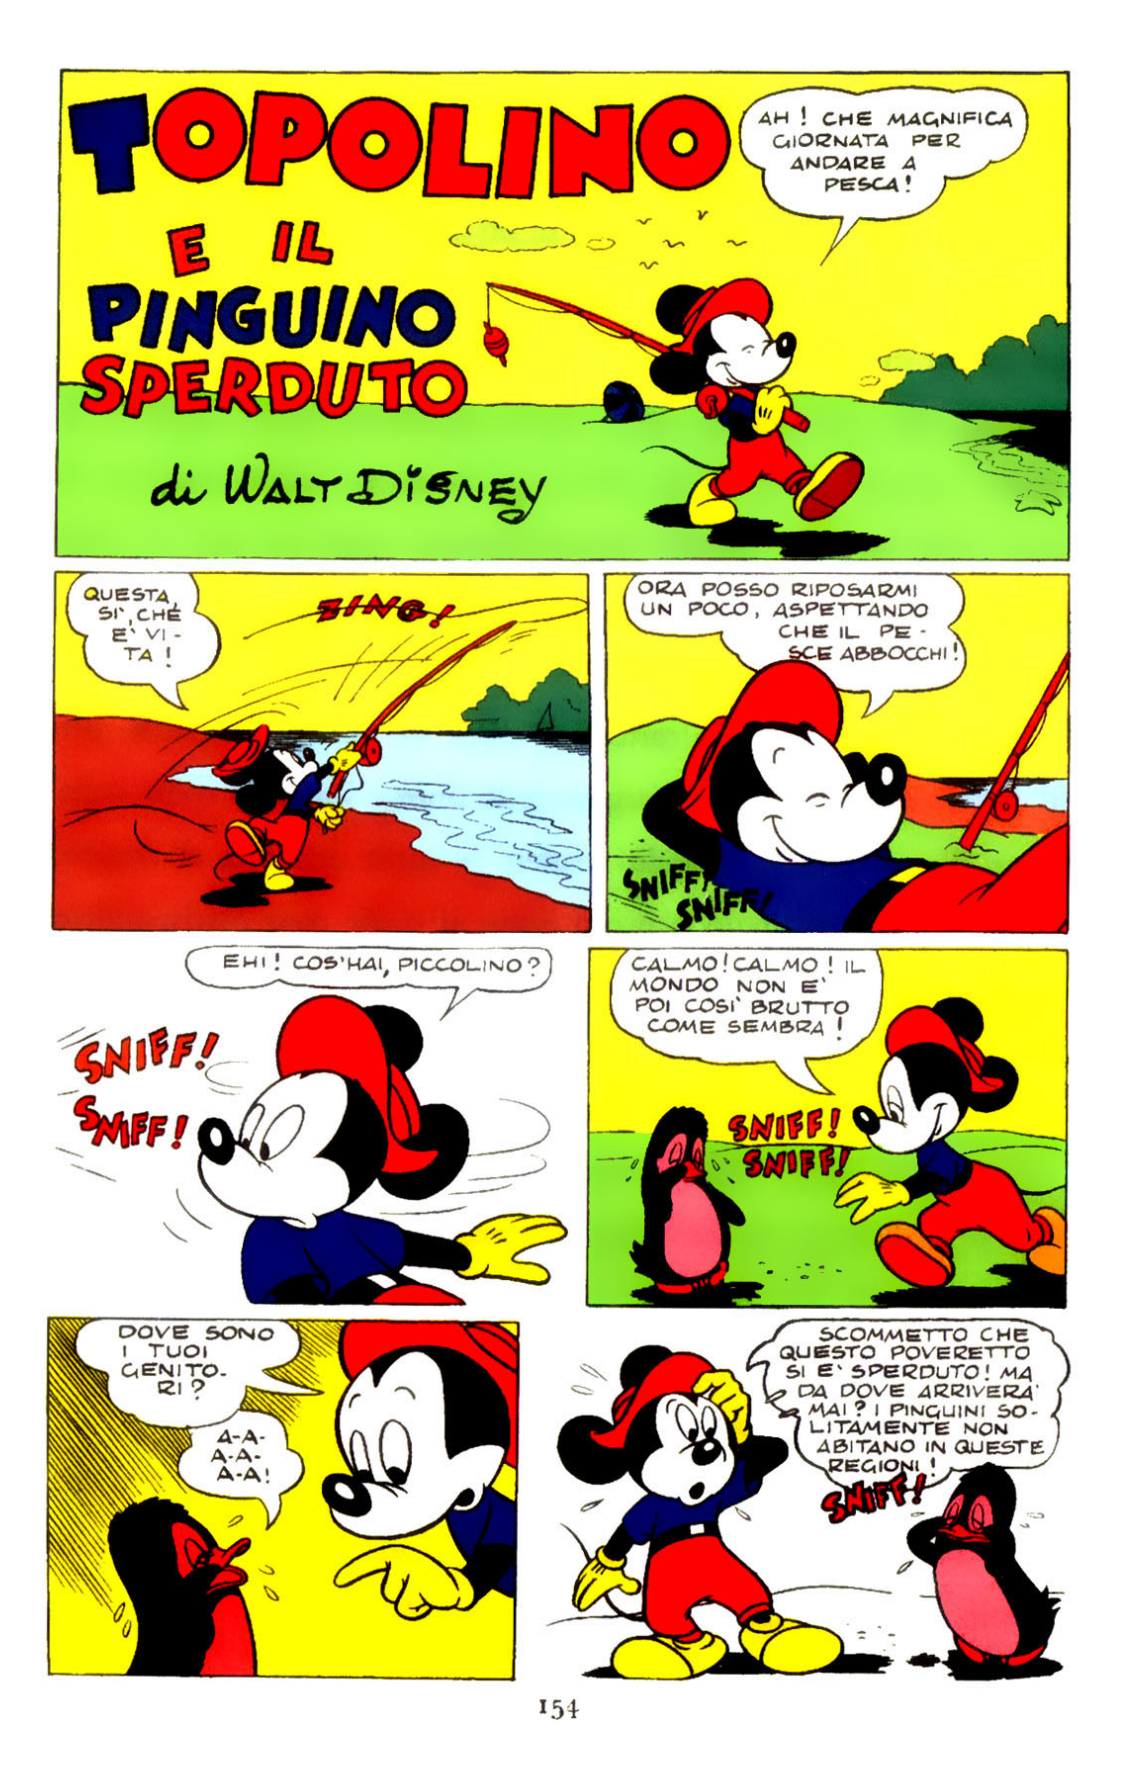 TOPOLINO
E IL
PINGUINO
SPERDUTO
di WALT DISNEY
AH! CHE MAGNIFICA
GIORNATA PER
ANDARE A
PESCA!
QUESTA,
SI', CHE
E' VI-
TA!
ZING!
ORA POSSO RIPOSARMI
UN POCO, ASPETTANDO
CHE IL PE-
SCE ABBOCCHI!
SNIFF!
SNIFF!
EHI! COS'HAI, PICCOLINO?
SNIFF!
SNIFF!
CALMO! CALMO! IL
MONDO NON E'
POI COSI' BRUTTO
COME SEMBRA!
SNIFF!
SNIFF!
DOVE SONO
I TUOI
GENITO-
RI?
A-A-
A-A-
A-A!
SCOMMETTO CHE
QUESTO POVERETTO
SI E' SPERDUTO! MA
DA DOVE ARRIVERA'
MAI? I PINGUINI SO-
LITAMENTE NON
ABITANO IN QUESTE
REGIONI!
SNIFF!
154